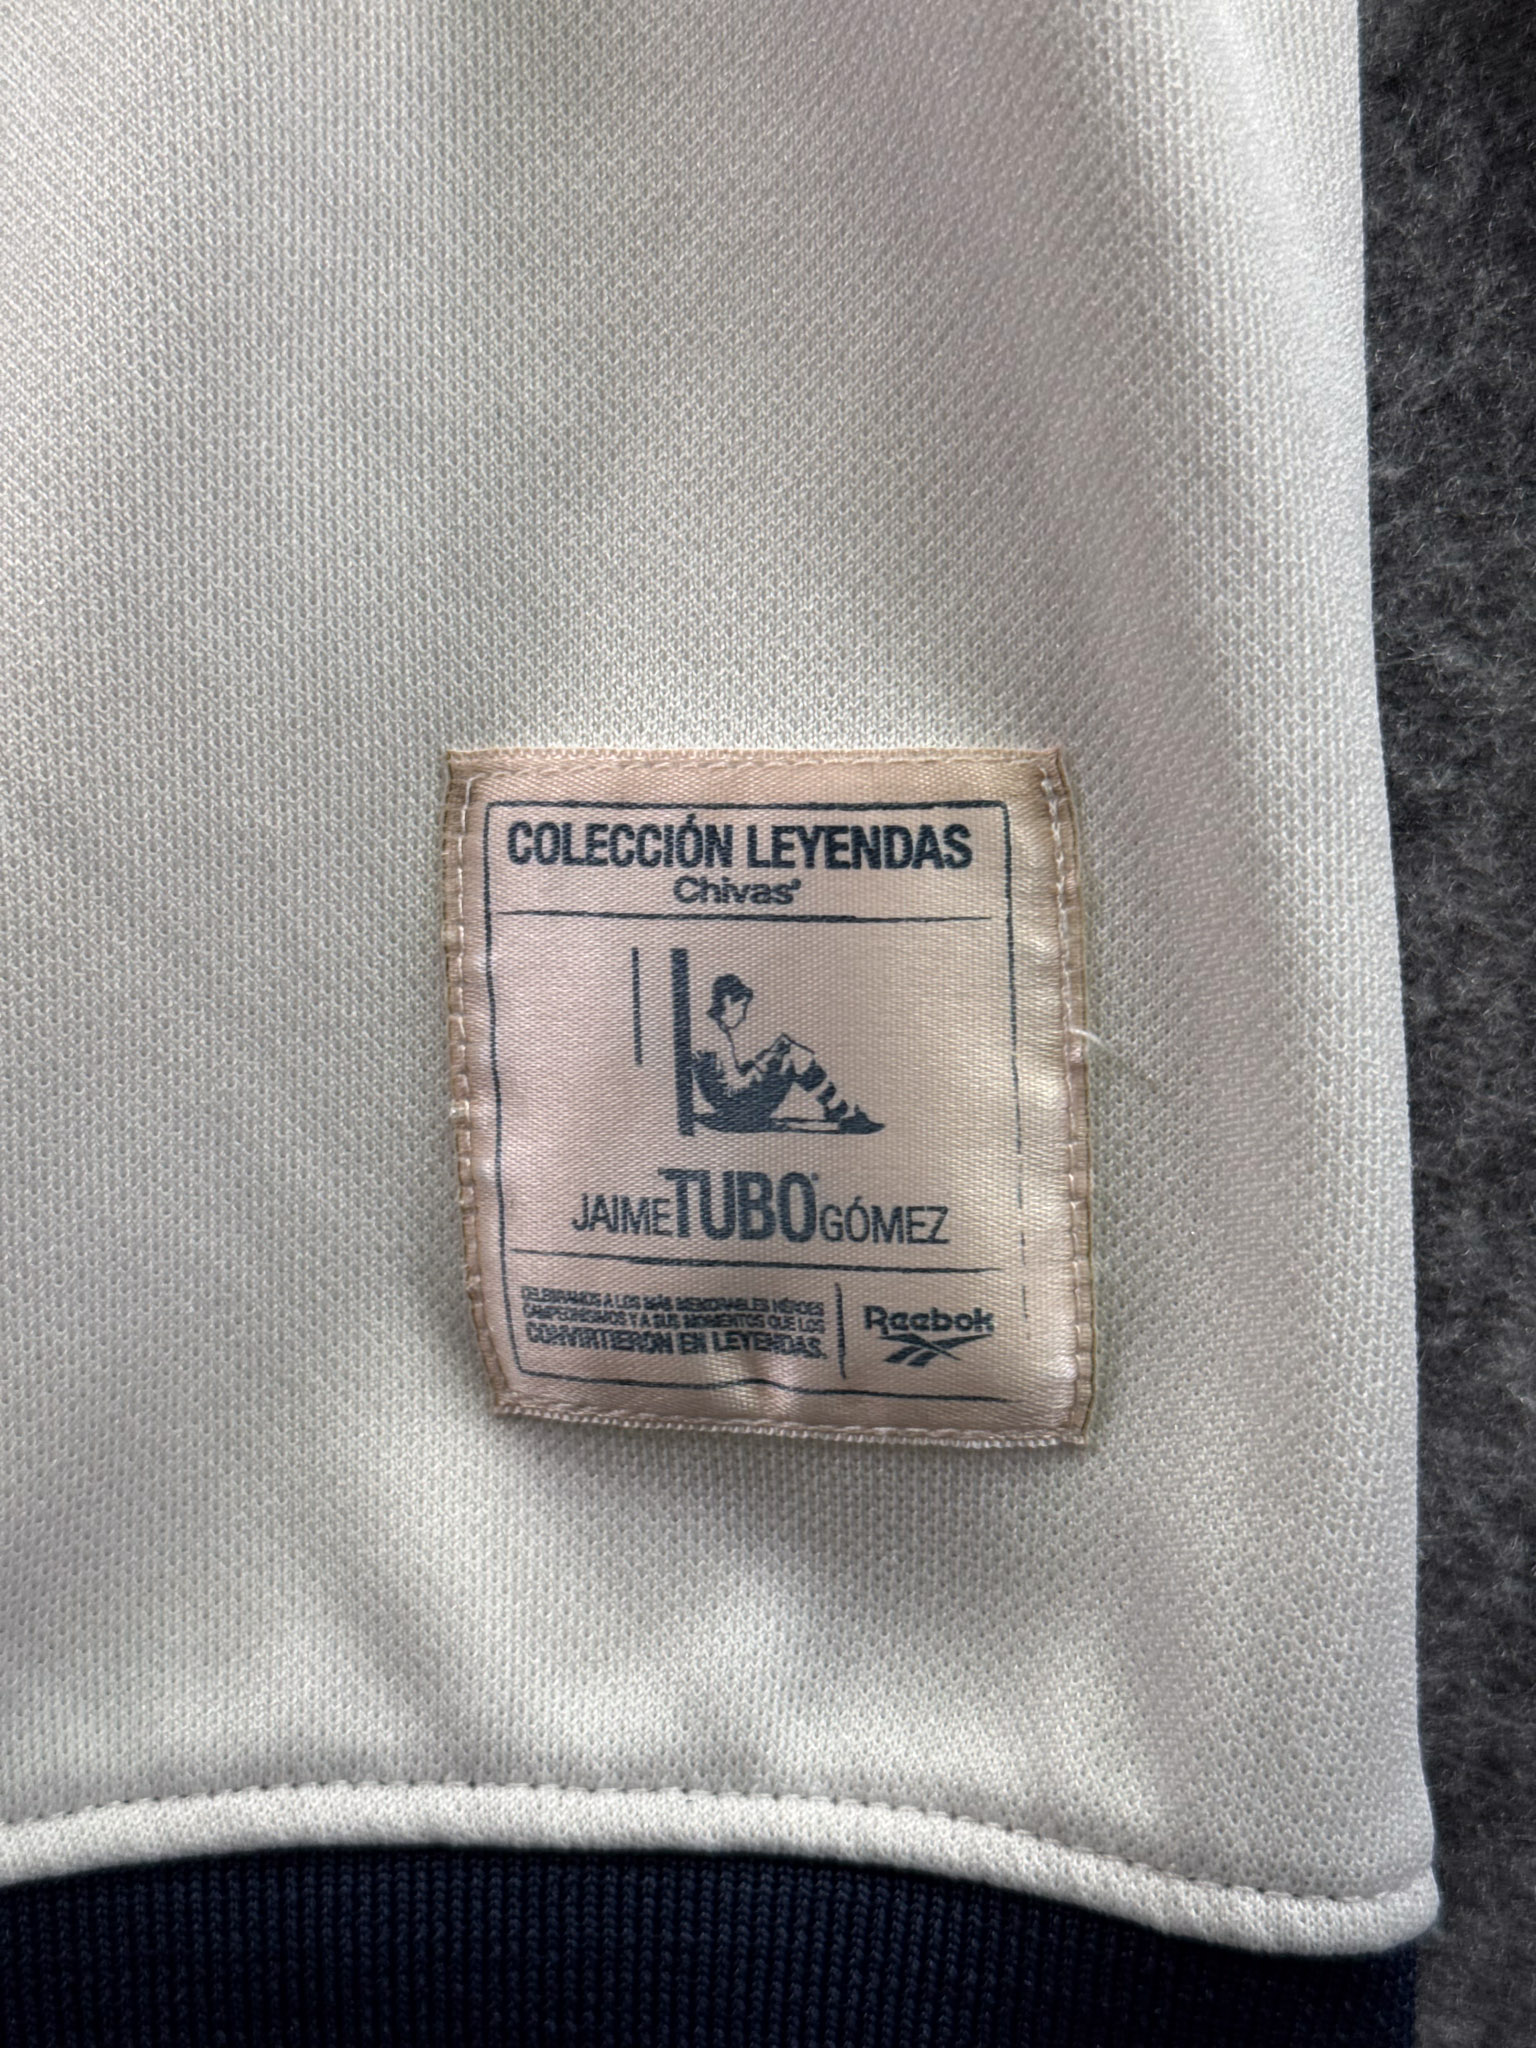 COLECCIÓN LEYENDAS
Chivas
JAIME TUBO GÓMEZ
CELEBRAMOS A LOS MÁS MEMORABLES HÉROES
CAMPEONÍSIMOS Y A SUS MOMENTOS QUE LOS
CONVIRTIERON EN LEYENDAS.
Reebok